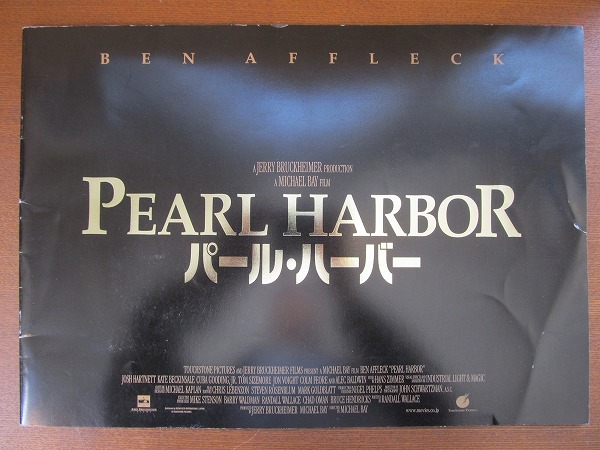 BEN AFFLECK
A JERRY BRUCKHEIMER PRODUCTION
A MICHAEL BAY FILM
PEARL HARBOR
パール・ハーバー
TOUCHSTONE PICTURES AND JERRY BRUCKHEIMER FILMS PRESENT A MICHAEL BAY FILM BEN AFFLECK "PEARL HARBOR"
JOSH HARTNETT KATE BECKINSALE CUBA GOODING, JR. TOM SIZEMORE JON VOIGHT COLM FEORE AND ALEC BALDWIN HANS ZIMMER INDUSTRIAL LIGHT & MAGIC
MICHAEL KAPLAN CHRIS LEBENZON STEVEN ROSENBLUM MARK GOLDBLATT NIGEL PHELPS JOHN SCHWARTZMAN, A.S.C.
MIKE STENSON BARRY WALDMAN RANDALL WALLACE CHAD OMAN BRUCE HENDRICKS RANDALL WALLACE
JERRY BRUCKHEIMER MICHAEL BAY MICHAEL BAY
www.movies.co.jp